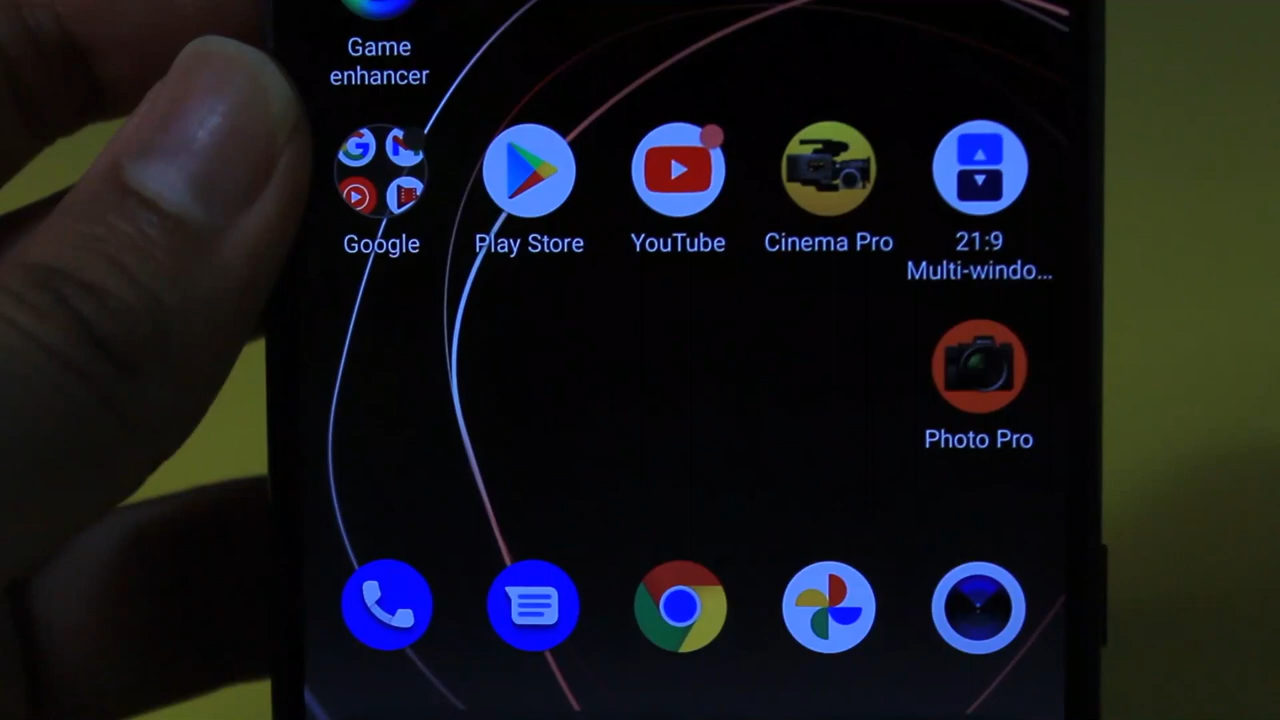 Game
enhancer
Google
Play Store
YouTube
Cinema Pro
21:9
Multi-windo...
Photo Pro